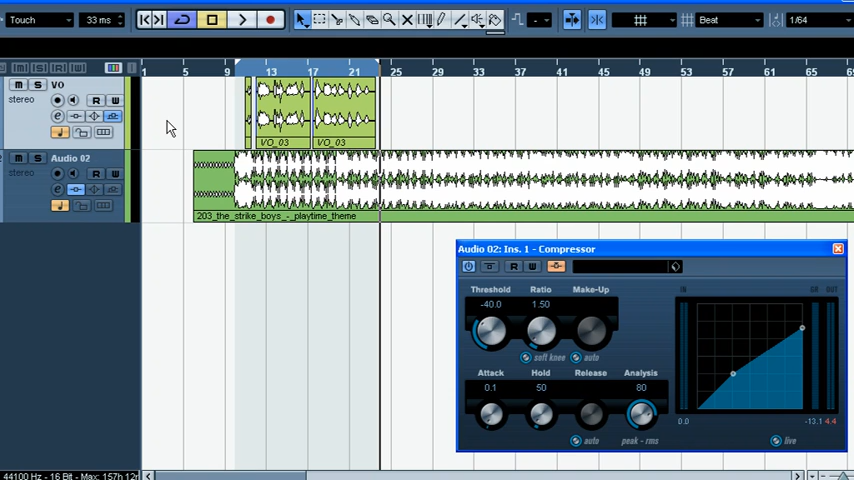 Touch 33 ms - Beat 1/64
1 5 9 13 17 21 25 29 33 37 41 45 49 53 57 61 65 69
M S VO
stereo R W
e
VO_03 VO_03
M S Audio 02
stereo R W
e
203_the_strike_boys_-_playtime_theme
Audio 02: Ins. 1 - Compressor
R W
Threshold Ratio Make-Up IN GR OUT
-40.0 1.50
soft knee auto
Attack Hold Release Analysis
0.1 50 80
0.0 -13.1 4.4
auto peak - rms live
44100 Hz - 16 Bit - Max: 157h 12m